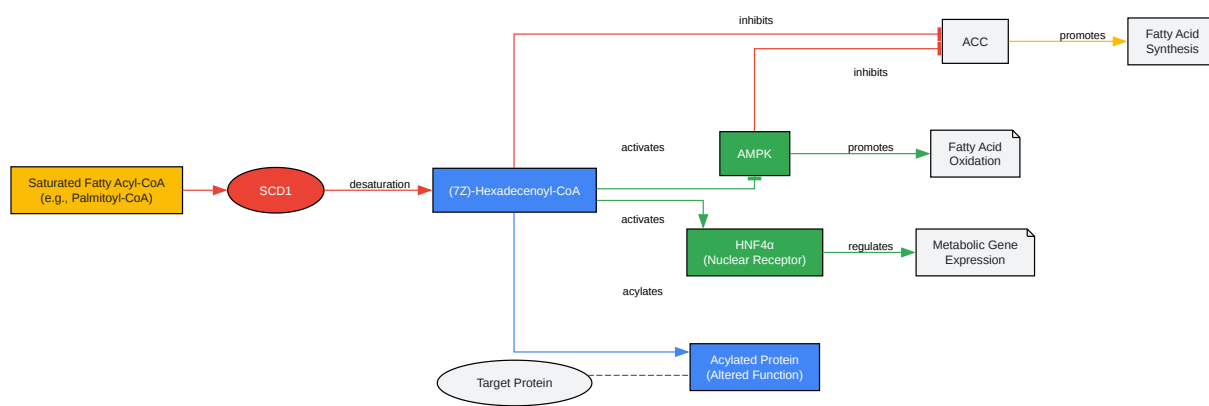 inhibits
ACC
promotes
Fatty Acid
Synthesis
inhibits
activates
AMPK
promotes
Fatty Acid
Oxidation
Saturated Fatty Acyl-CoA
(e.g., Palmitoyl-CoA)
SCD1
desaturation
(7Z)-Hexadecenoyl-CoA
activates
HNF4α
(Nuclear Receptor)
regulates
Metabolic Gene
Expression
acylates
Acylated Protein
(Altered Function)
Target Protein